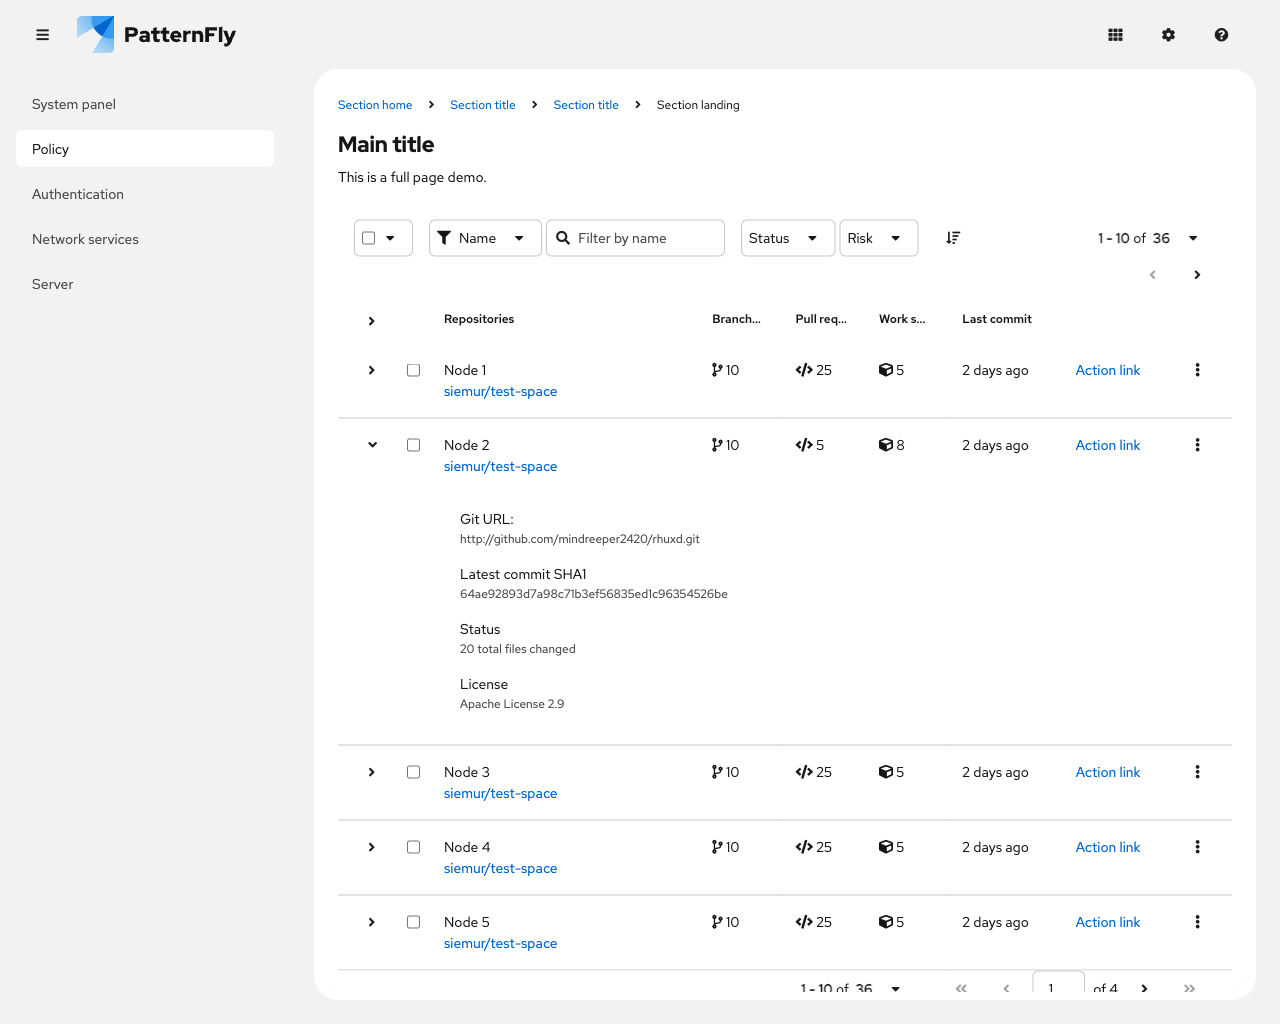 PatternFly
System panel
Policy
Authentication
Network services
Server
Section home Section title Section title Section landing
Main title
This is a full page demo.
Name Filter by name Status Risk 1 - 10 of 36
Repositories Branch... Pull req... Work s... Last commit
Node 1 10 25 5 2 days ago Action link
siemur/test-space
Node 2 10 5 8 2 days ago Action link
siemur/test-space
Git URL:
http://github.com/mindreeper2420/rhuxd.git
Latest commit SHA1
64ae92893d7a98c71b3ef56835ed1c96354526be
Status
20 total files changed
License
Apache License 2.9
Node 3 10 25 5 2 days ago Action link
siemur/test-space
Node 4 10 25 5 2 days ago Action link
siemur/test-space
Node 5 10 25 5 2 days ago Action link
siemur/test-space
1 - 10 of 36 1 of 4